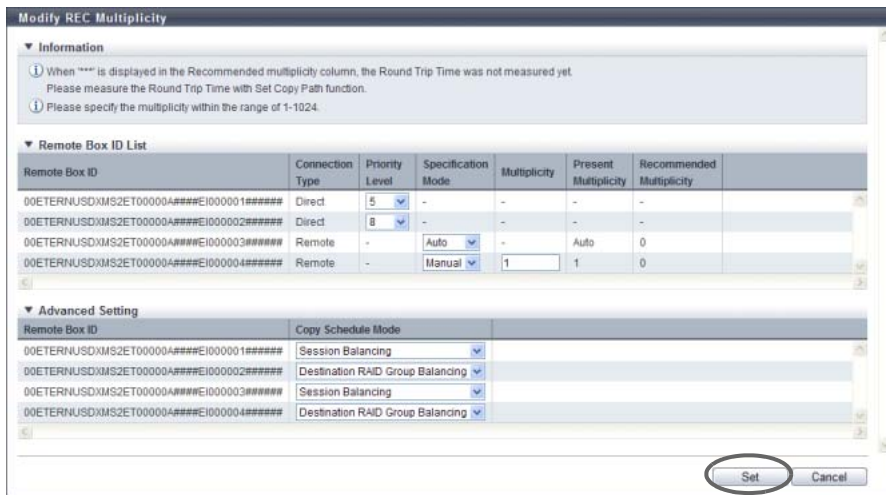 Modify REC Multiplicity
▼ Information
When "***" is displayed in the Recommended multiplicity column, the Round Trip Time was not measured yet.
Please measure the Round Trip Time with Set Copy Path function.
Please specify the multiplicity within the range of 1-1024.
▼ Remote Box ID List
Remote Box ID Connection Type Priority Level Specification Mode Multiplicity Present Multiplicity Recommended Multiplicity
00ETERNUSDXMS2ET00000A####EI000001###### Direct 5 - - - -
00ETERNUSDXMS2ET00000A####EI000002###### Direct 8 - - - -
00ETERNUSDXMS2ET00000A####EI000003###### Remote - Auto - Auto 0
00ETERNUSDXMS2ET00000A####EI000004###### Remote - Manual 1 1 0
▼ Advanced Setting
Remote Box ID Copy Schedule Mode
00ETERNUSDXMS2ET00000A####EI000001###### Session Balancing
00ETERNUSDXMS2ET00000A####EI000002###### Destination RAID Group Balancing
00ETERNUSDXMS2ET00000A####EI000003###### Session Balancing
00ETERNUSDXMS2ET00000A####EI000004###### Destination RAID Group Balancing
Set Cancel